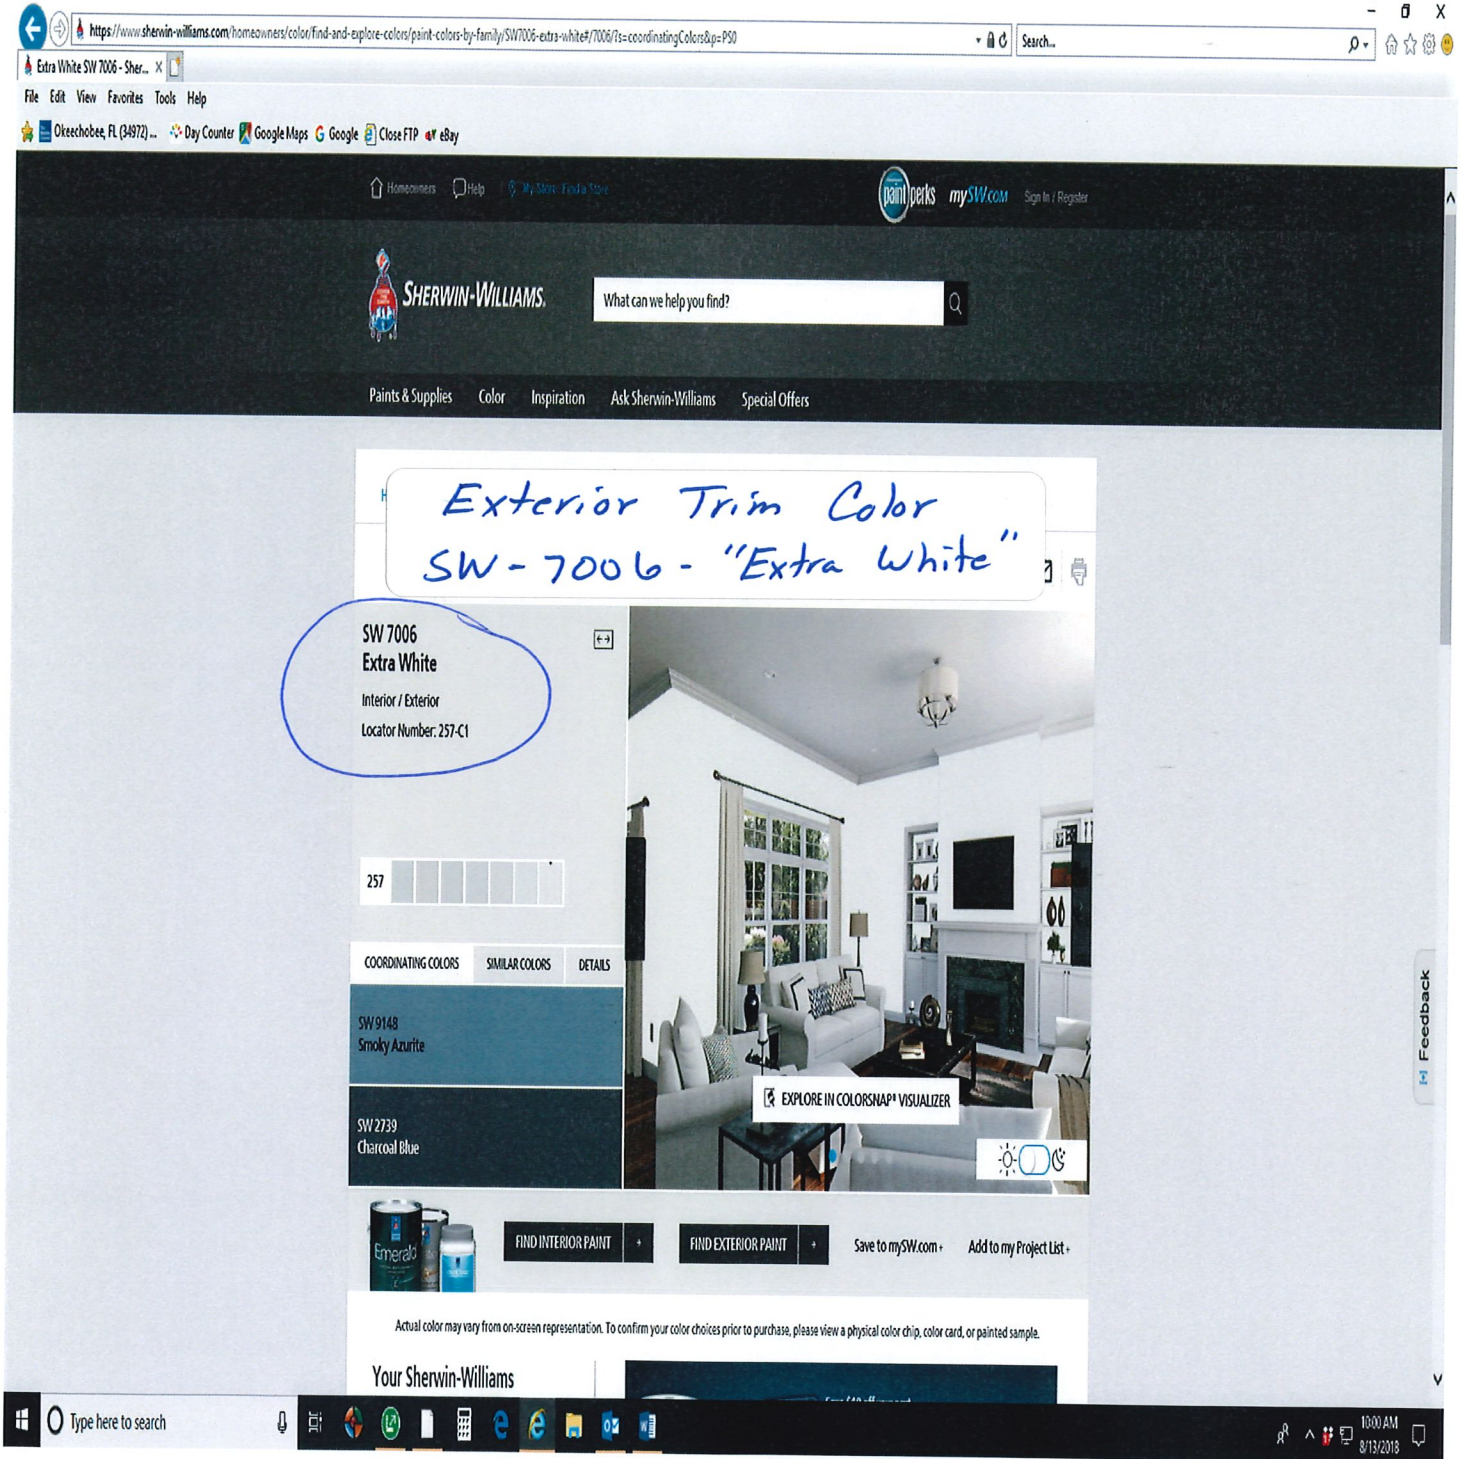 https://www.sherwin-williams.com/homeowners/color/find-and-explore-colors/paint-colors-by-family/SW7006-extra-white#/7006/?s=coordinatingColors&p=PS0
Search...
Extra White SW 7006 - Sher...
File Edit View Favorites Tools Help
Okeechobee, FL (34972) ... Day Counter Google Maps Google Close FTP eBay
Homeowners Help My Store: Find a Store
paint perks mySW.COM Sign In / Register
SHERWIN-WILLIAMS.
What can we help you find?
Paints & Supplies Color Inspiration Ask Sherwin-Williams Special Offers
Exterior Trim Color
SW-7006- "Extra White"
SW 7006
Extra White
Interior / Exterior
Locator Number: 257-C1
257
COORDINATING COLORS SIMILAR COLORS DETAILS
SW 9148
Smoky Azurite
SW 2739
Charcoal Blue
EXPLORE IN COLORSNAP® VISUALIZER
Emerald
FIND INTERIOR PAINT +
FIND EXTERIOR PAINT +
Save to mySW.com +
Add to my Project List +
Actual color may vary from on-screen representation. To confirm your color choices prior to purchase, please view a physical color chip, color card, or painted sample.
Your Sherwin-Williams
[+] Feedback
Type here to search
10:00 AM
8/13/2018